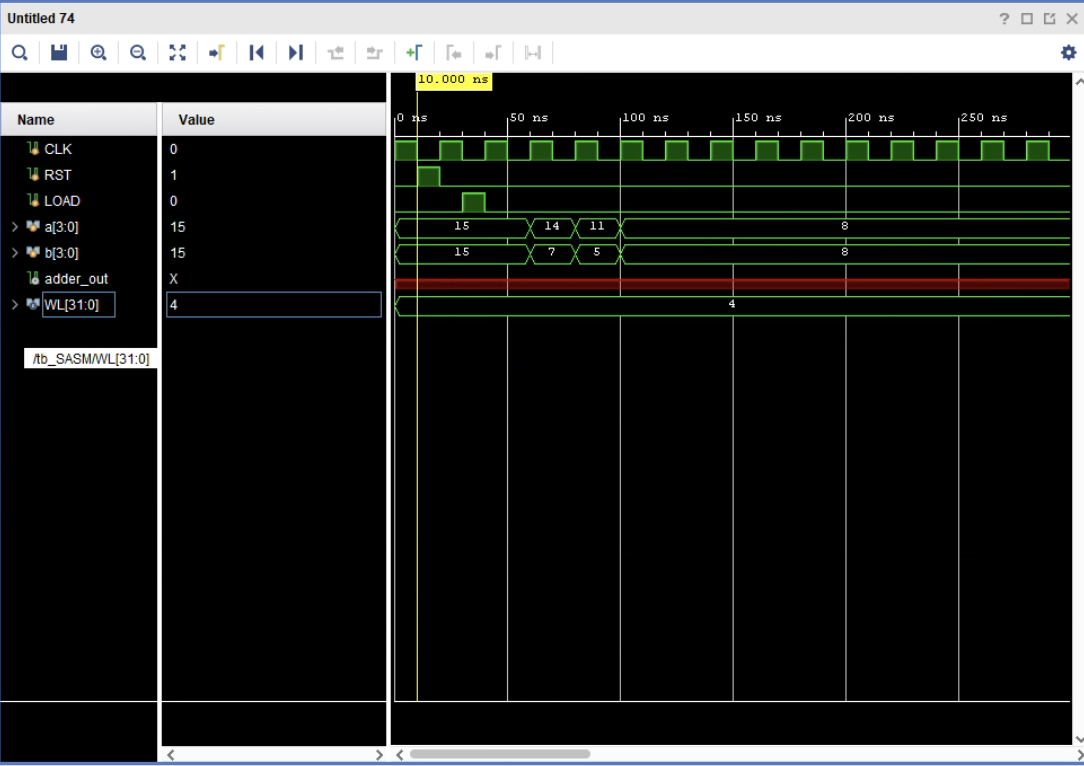 Untitled 74
?
10.000 ns
Name Value
0 ns 50 ns 100 ns 150 ns 200 ns 250 ns
CLK 0
RST 1
LOAD 0
a[3:0] 15 15 14 11 8
b[3:0] 15 15 7 5 8
adder_out X
WL[31:0] 4 4
/tb_SASM/WL[31:0]